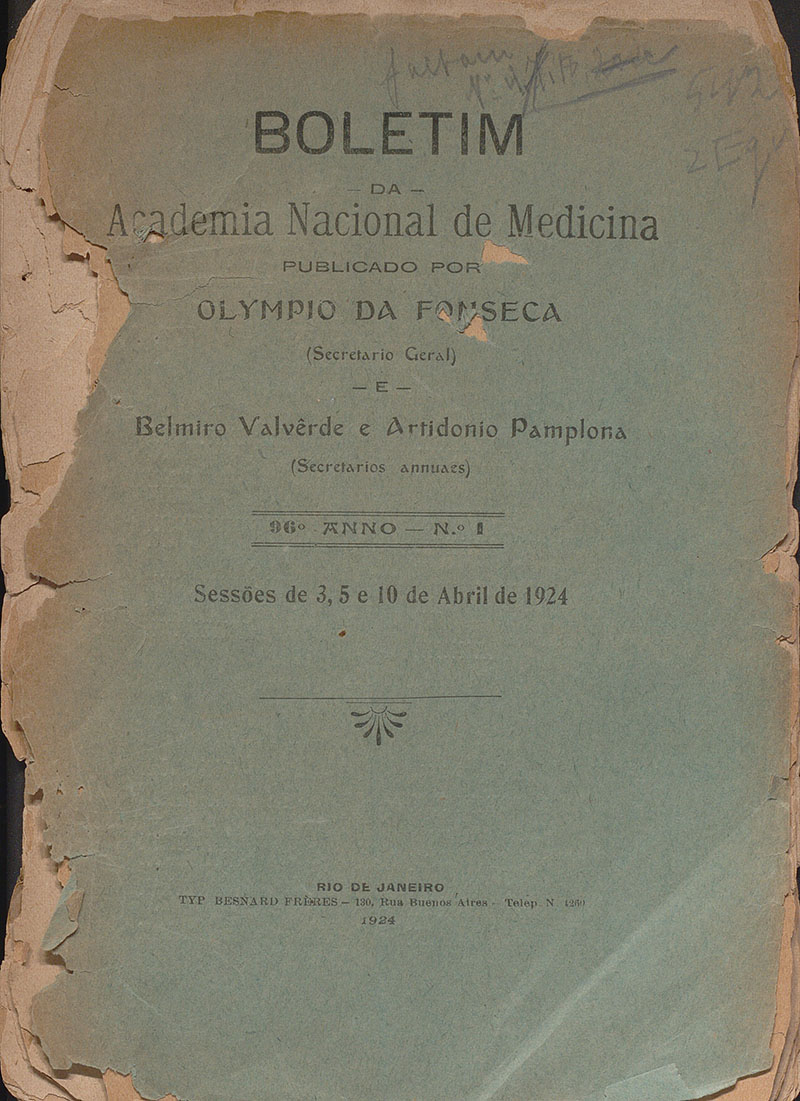 BOLETIM
— DA —
Academia Nacional de Medicina
PUBLICADO POR
OLYMPIO DA FONSECA
(Secretario Geral)
— E —
Belmiro Valvêrde e Artidonio Pamplona
(Secretarios annuaes)
96º ANNO — N.º 1
Sessões de 3, 5 e 10 de Abril de 1924
RIO DE JANEIRO
TYP BESNARD FRÈRES — 130, Rua Buenos Aires - Telep. N.
1924